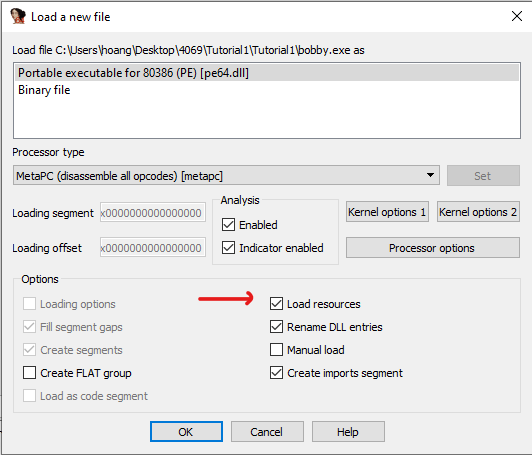 Load a new file
Load file C:\Users\hoang\Desktop\4069\Tutorial1\Tutorial1\bobby.exe as
Portable executable for 80386 (PE) [pe64.dll]
Binary file
Processor type
MetaPC (disassemble all opcodes) [metapc]
Set
Analysis
Loading segment x0000000000000000
Enabled
Kernel options 1
Kernel options 2
Loading offset x0000000000000000
Indicator enabled
Processor options
Options
Loading options
Load resources
Fill segment gaps
Rename DLL entries
Create segments
Manual load
Create FLAT group
Create imports segment
Load as code segment
OK
Cancel
Help